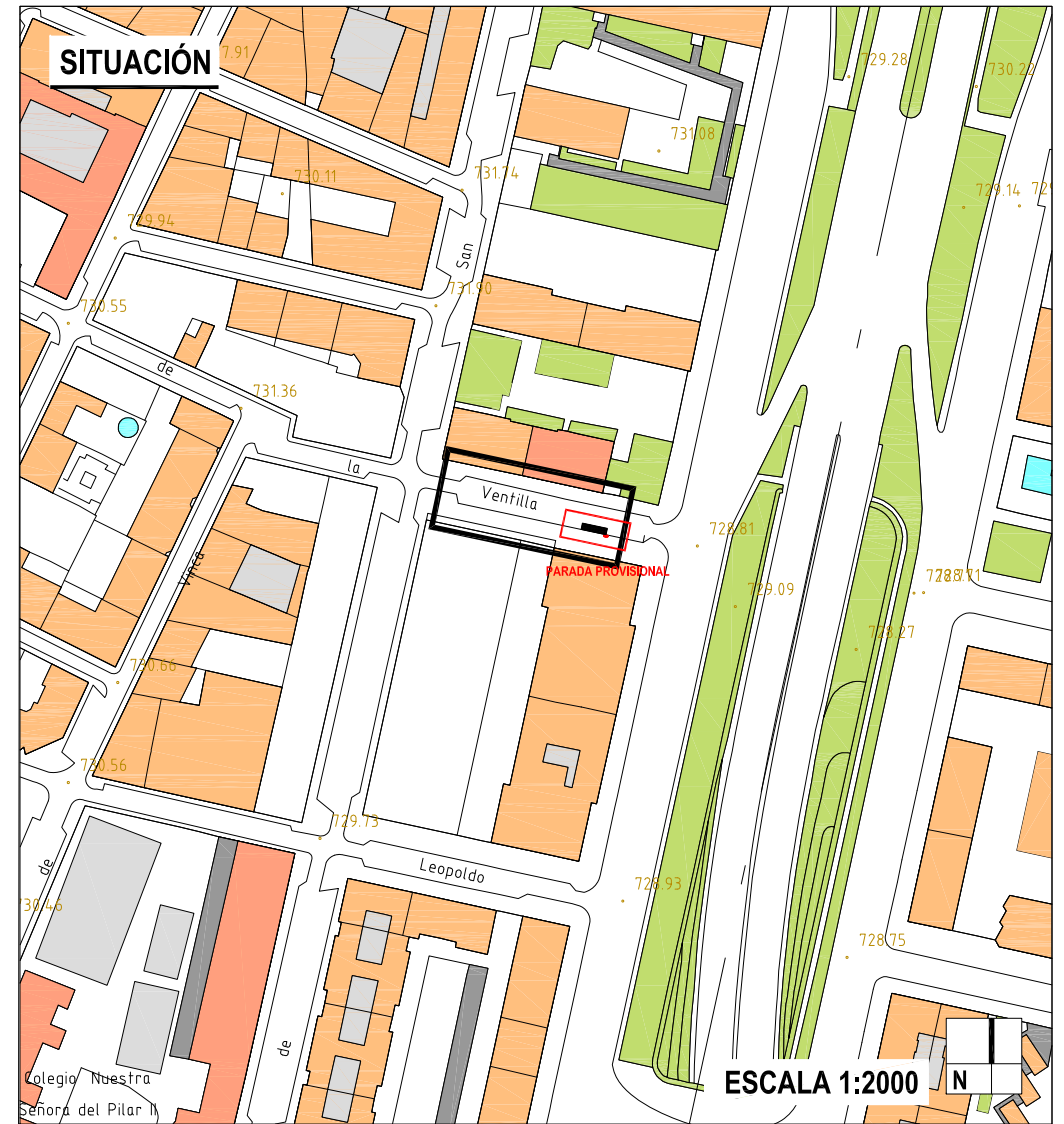 SITUACIÓN
7.91
729.28
730.22
731.08
731.74
730.11
729.14
729
729.94
San
731.90
730.55
de
731.36
la
Ventilla
728.81
PARADA PROVISIONAL
Vinca
729.09
728.27
730.66
730.56
729.73
Leopoldo
de
728.93
730.46
728.75
de
Colegio Nuestra
Señora del Pilar II
ESCALA 1:2000
N